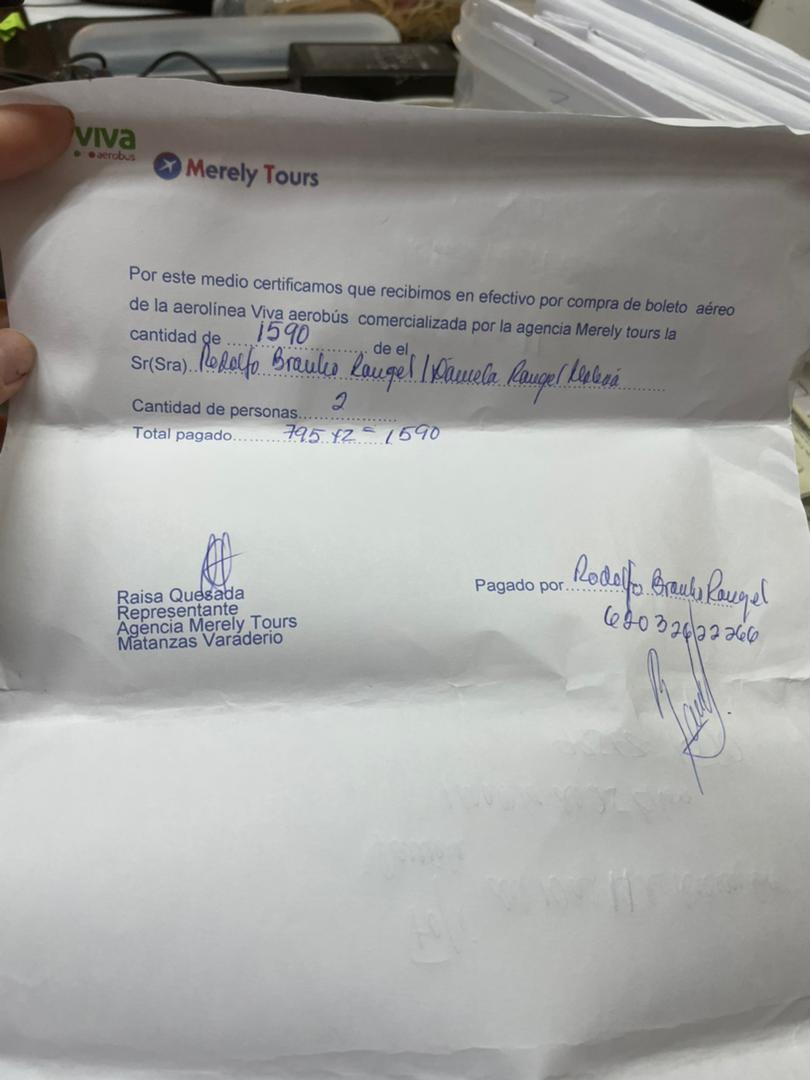 viva
aerobus
Merely Tours
Por este medio certificamos que recibimos en efectivo por compra de boleto aéreo
de la aerolínea Viva aerobús comercializada por la agencia Merely tours la
cantidad de ....1590.............. de el
Sr(Sra)..Rodolfo Braulio Rangel / Daniela Rangel
Cantidad de personas.....2.........
Total pagado.........795 x 2 = 1590
Raisa Quesada
Representante
Agencia Merely Tours
Matanzas Varaderio
Pagado por...Rodolfo Braulio Rangel